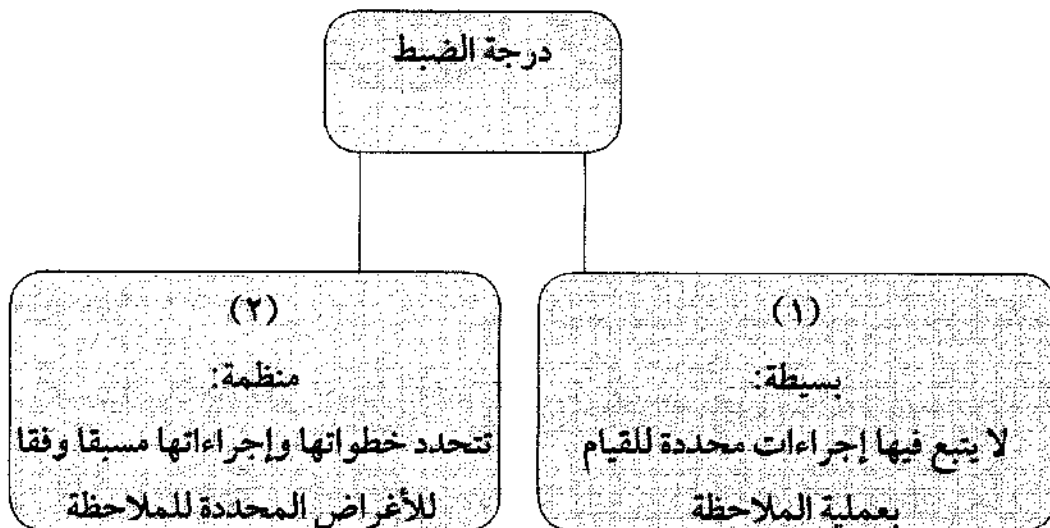 درجة الضبط
(١)
بسيطة:
لا يتبع فيها إجراءات محددة للقيام
بعملية الملاحظة
(٢)
منظمة:
تتحدد خطواتها وإجراءاتها مسبقا وفقا
للأغراض المحددة للملاحظة